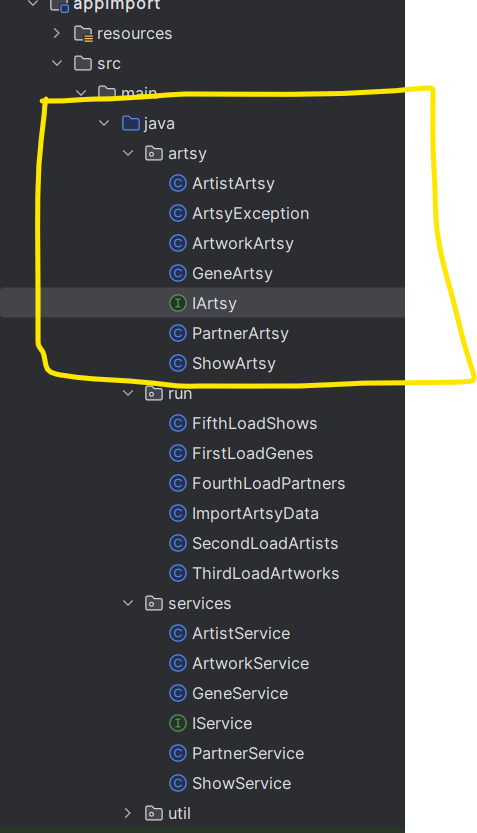 appimport
resources
src
main
java
artsy
ArtistArtsy
ArtsyException
ArtworkArtsy
GeneArtsy
IArtsy
PartnerArtsy
ShowArtsy
run
FifthLoadShows
FirstLoadGenes
FourthLoadPartners
ImportArtsyData
SecondLoadArtists
ThirdLoadArtworks
services
ArtistService
ArtworkService
GeneService
IService
PartnerService
ShowService
util